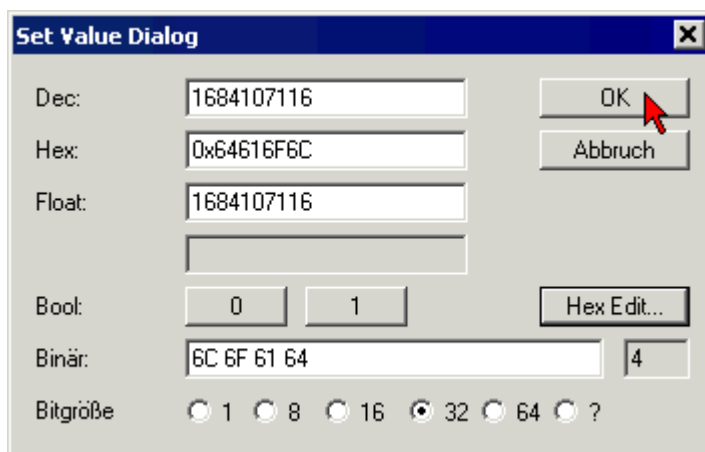 Set Value Dialog
Dec: 1684107116 OK
Hex: 0x64616F6C Abbruch
Float: 1684107116
Bool: 0 1 Hex Edit...
Binär: 6C 6F 61 64 4
Bitgröße 1 8 16 32 64 ?